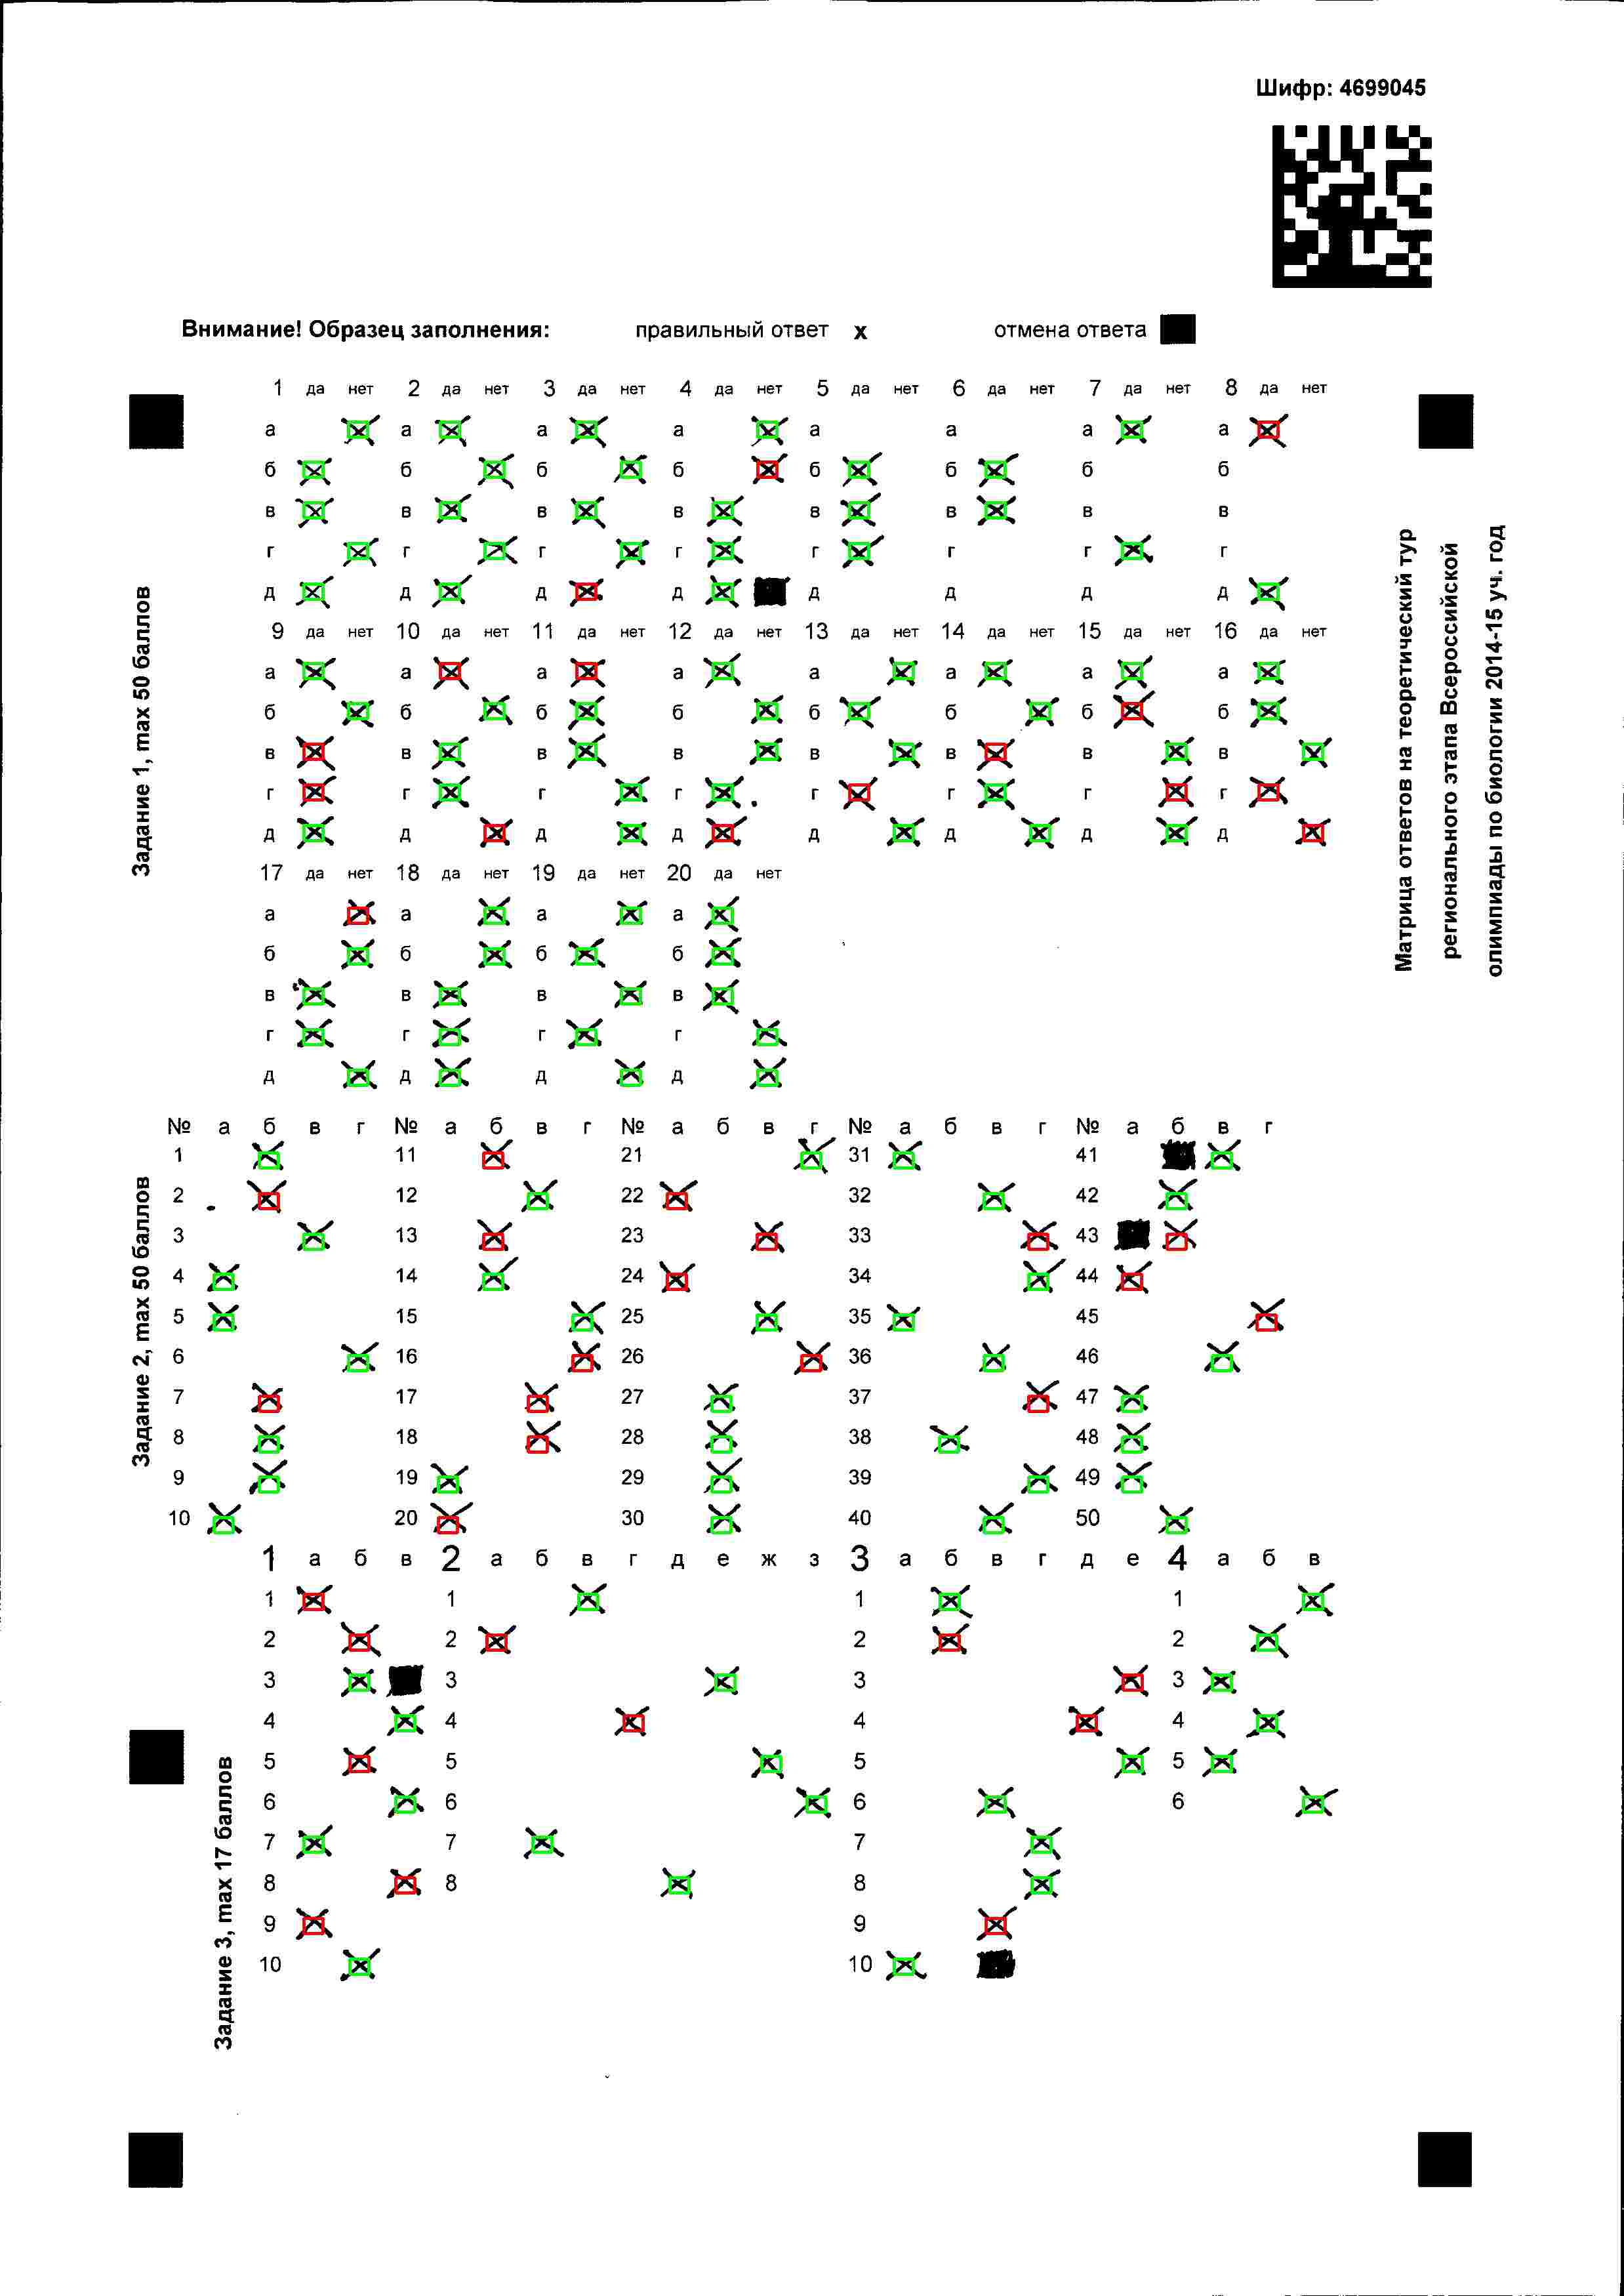 Шифр: 4699045
Внимание! Образец заполнения: правильный ответ х отмена ответа
1 да нет 2 да нет 3 да нет 4 да нет 5 да нет 6 да нет 7 да нет 8 да нет
а а а а а а а а
б б б б б б б б
в в в в в в в в
г г г г г г г г
д д д д д д д д
9 да нет 10 да нет 11 да нет 12 да нет 13 да нет 14 да нет 15 да нет 16 да нет
а а а а а а а а
б б б б б б б б
в в в в в в в в
г г г г г г г г
д д д д д д д д
17 да нет 18 да нет 19 да нет 20 да нет
а а а а
б б б б
в в в в
г г г г
д д д д
Задание 1, max 50 баллов
№ а б в г № а б в г № а б в г № а б в г № а б в г
1 11 21 31 41
2 12 22 32 42
3 13 23 33 43
4 14 24 34 44
5 15 25 35 45
6 16 26 36 46
7 17 27 37 47
8 18 28 38 48
9 19 29 39 49
10 20 30 40 50
Задание 2, max 50 баллов
1 а б в 2 а б в г д е ж з 3 а б в г д е 4 а б в
1 1 1 1
2 2 2 2
3 3 3 3
4 4 4 4
5 5 5 5
6 6 6 6
7 7 7
8 8 8
9 9
10 10
Задание 3, max 17 баллов
Матрица ответов на теоретический тур
регионального этапа Всероссийской
олимпиады по биологии 2014-15 уч. год